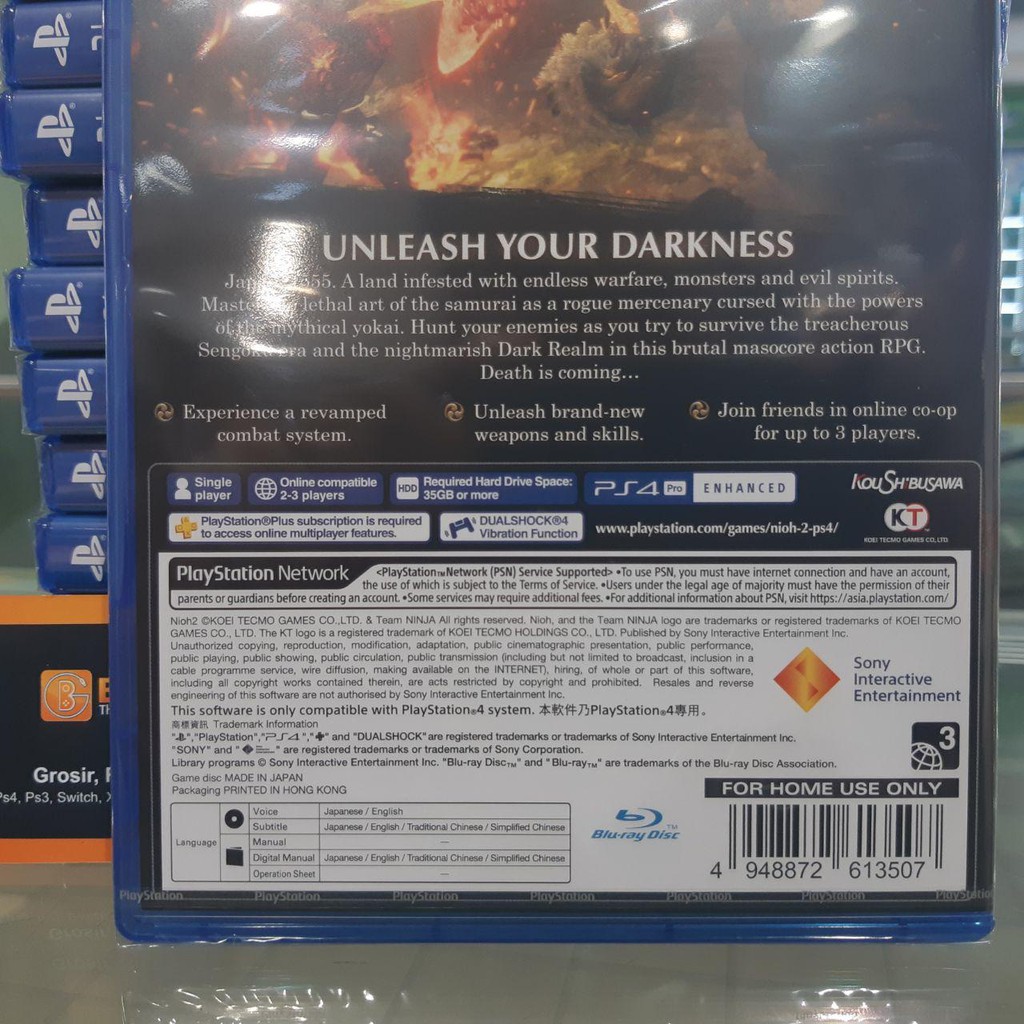 UNLEASH YOUR DARKNESS
55. A land infested with endless warfare, monsters and evil spirits.
lethal art of the samurai as a rogue mercenary cursed with the powers
of the mythical yokai. Hunt your enemies as you try to survive the treacherous
and the nightmarish Dark Realm in this brutal masocore action RPG.
Death is coming...
Experience a revamped
combat system.
Unleash brand-new
weapons and skills.
Join friends in online co-op
for up to 3 players.
Single
player
Online compatible
2-3 players
HDD
Required Hard Drive Space:
35GB or more
PS4 Pro ENHANCED
KOU SHIBUSAWA
PlayStation®Plus subscription is required
to access online multiplayer features.
DUALSHOCK®4
Vibration Function
www.playstation.com/games/nioh-2-ps4/
KT
KOEI TECMO GAMES CO., LTD.
PlayStation Network
<PlayStation™Network (PSN) Service Supported> •To use PSN, you must have internet connection and have an account,
the use of which is subject to the Terms of Service. •Users under the legal age of majority must have the permission of their
parents or guardians before creating an account. •Some services may require additional fees. •For additional information about PSN, visit https://asia.playstation.com/
Nioh2 ©KOEI TECMO GAMES CO.,LTD. & Team NINJA All rights reserved. Nioh, and the Team NINJA logo are trademarks or registered trademarks of KOEI TECMO
GAMES CO., LTD. The KT logo is a registered trademark of KOEI TECMO HOLDINGS CO., LTD. Published by Sony Interactive Entertainment Inc.
Unauthorized copying, reproduction, modification, adaptation, public cinematographic presentation, public performance,
public playing, public showing, public circulation, public transmission (including but not limited to broadcast, inclusion in a
cable programme service, wire diffusion, making available on the INTERNET), hiring, of whole or part of this software,
including all copyright works contained therein, are acts restricted by copyright and prohibited. Resales and reverse
engineering of this software are not authorised by Sony Interactive Entertainment Inc.
Sony
Interactive
Entertainment
This software is only compatible with PlayStation®4 system. 本軟件乃PlayStation®4專用。
商標資訊 Trademark Information
"","PlayStation","PS4","" and "DUALSHOCK" are registered trademarks or trademarks of Sony Interactive Entertainment Inc.
"SONY" and "" are registered trademarks or trademarks of Sony Corporation.
Library programs © Sony Interactive Entertainment Inc. "Blu-ray Disc™" and "Blu-ray™" are trademarks of the Blu-ray Disc Association.
3
Game disc MADE IN JAPAN
Packaging PRINTED IN HONG KONG
FOR HOME USE ONLY
Language
Voice Japanese / English
Subtitle Japanese / English / Traditional Chinese / Simplified Chinese
Manual —
Digital Manual Japanese / English / Traditional Chinese / Simplified Chinese
Operation Sheet —
Blu-ray Disc™
4 948872 613507
PlayStation PlayStation PlayStation PlayStation PlayStation PlayStation
Grosir,
Ps4, Ps3, Switch,